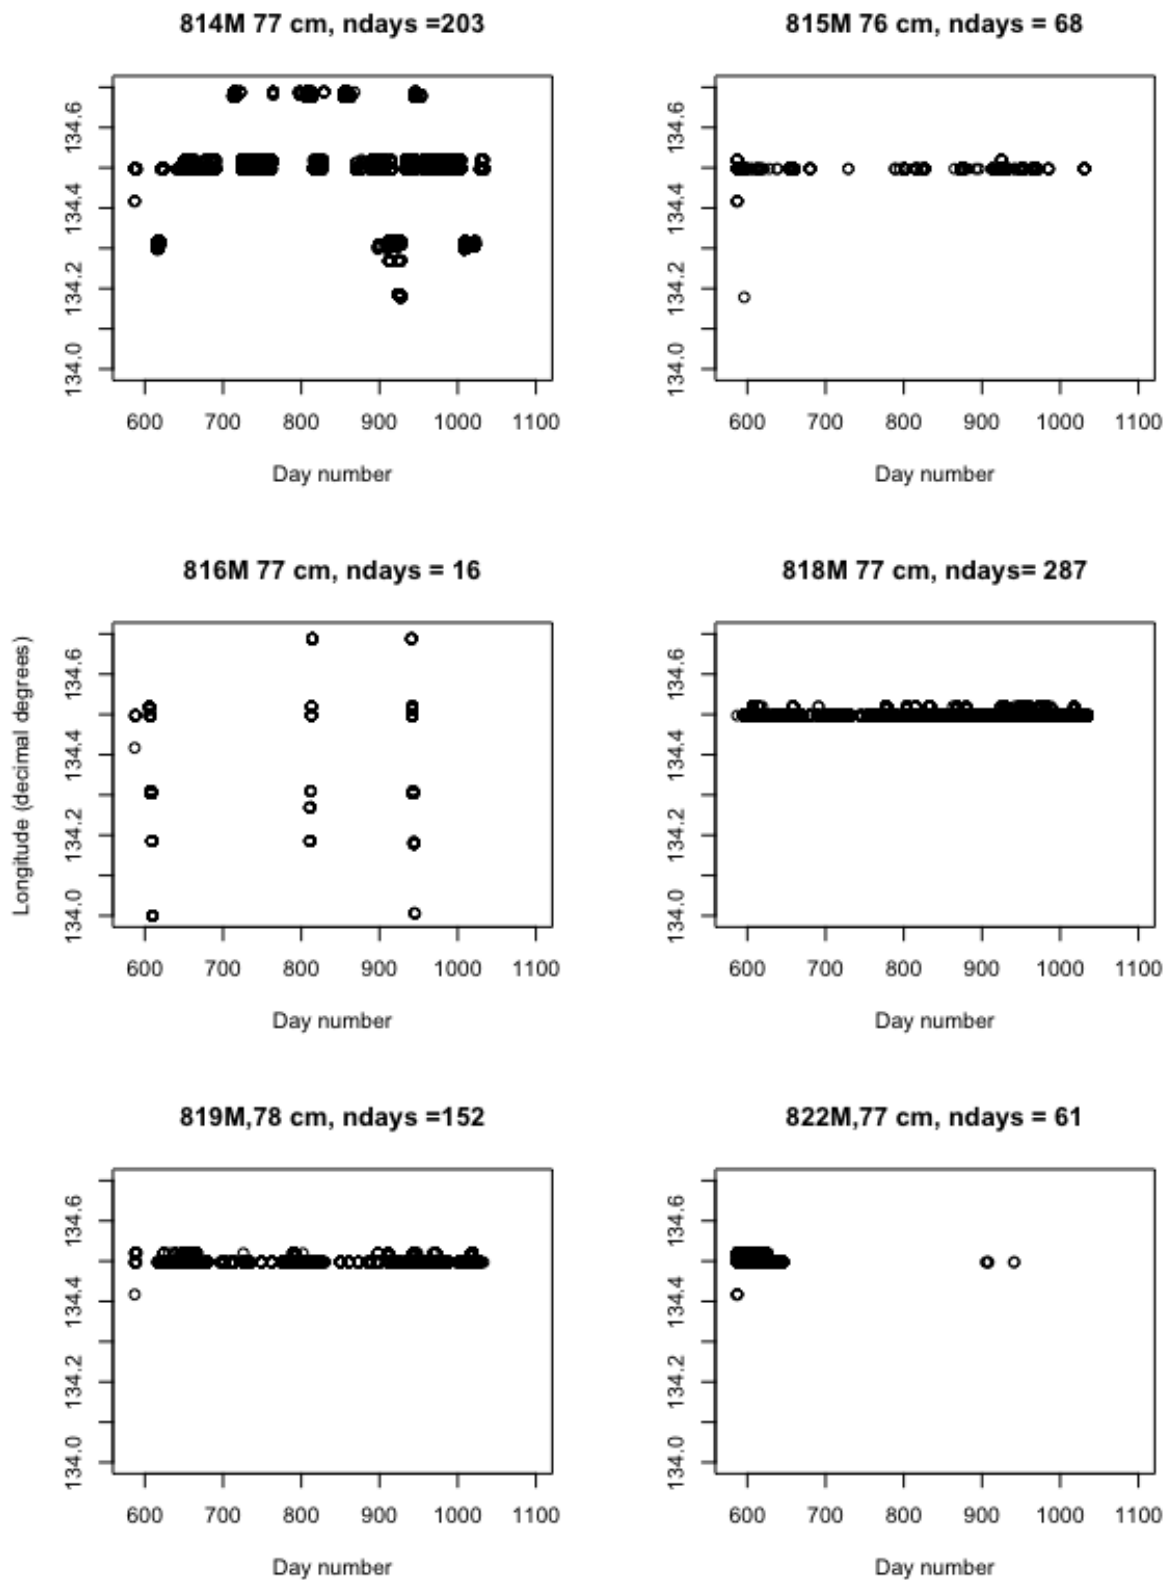 814M 77 cm, ndays =203
134.0 134.2 134.4 134.6
600 700 800 900 1000 1100
Day number
815M 76 cm, ndays = 68
134.0 134.2 134.4 134.6
600 700 800 900 1000 1100
Day number
Longitude (decimal degrees)
816M 77 cm, ndays = 16
134.0 134.2 134.4 134.6
600 700 800 900 1000 1100
Day number
818M 77 cm, ndays= 287
134.0 134.2 134.4 134.6
600 700 800 900 1000 1100
Day number
819M,78 cm, ndays =152
134.0 134.2 134.4 134.6
600 700 800 900 1000 1100
Day number
822M,77 cm, ndays = 61
134.0 134.2 134.4 134.6
600 700 800 900 1000 1100
Day number